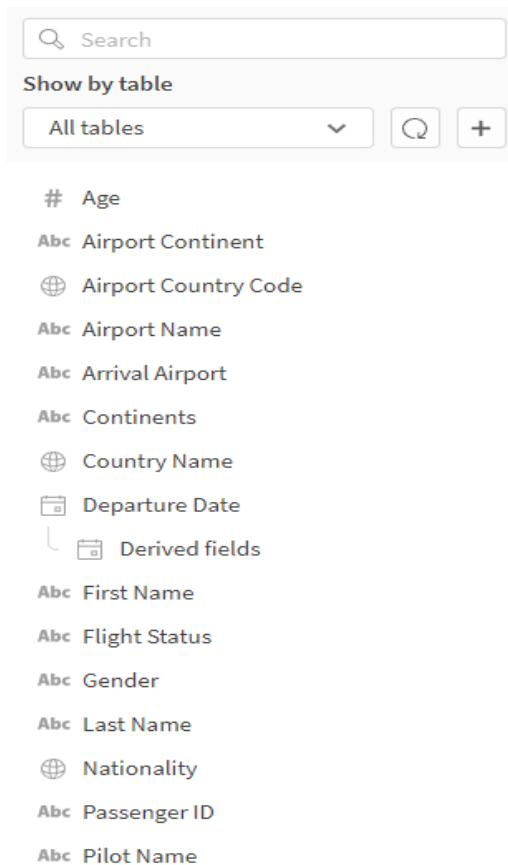 Search
Show by table
All tables
# Age
Abc Airport Continent
Airport Country Code
Abc Airport Name
Abc Arrival Airport
Abc Continents
Country Name
Departure Date
Derived fields
Abc First Name
Abc Flight Status
Abc Gender
Abc Last Name
Nationality
Abc Passenger ID
Abc Pilot Name